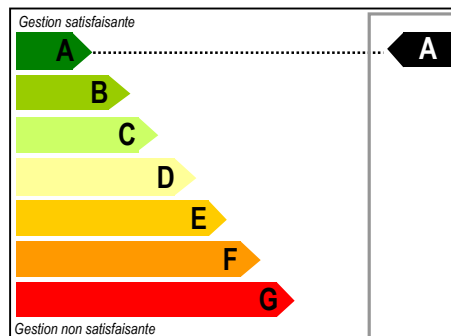 Gestion satisfaisante
A A
B
C
D
E
F
G
Gestion non satisfaisante